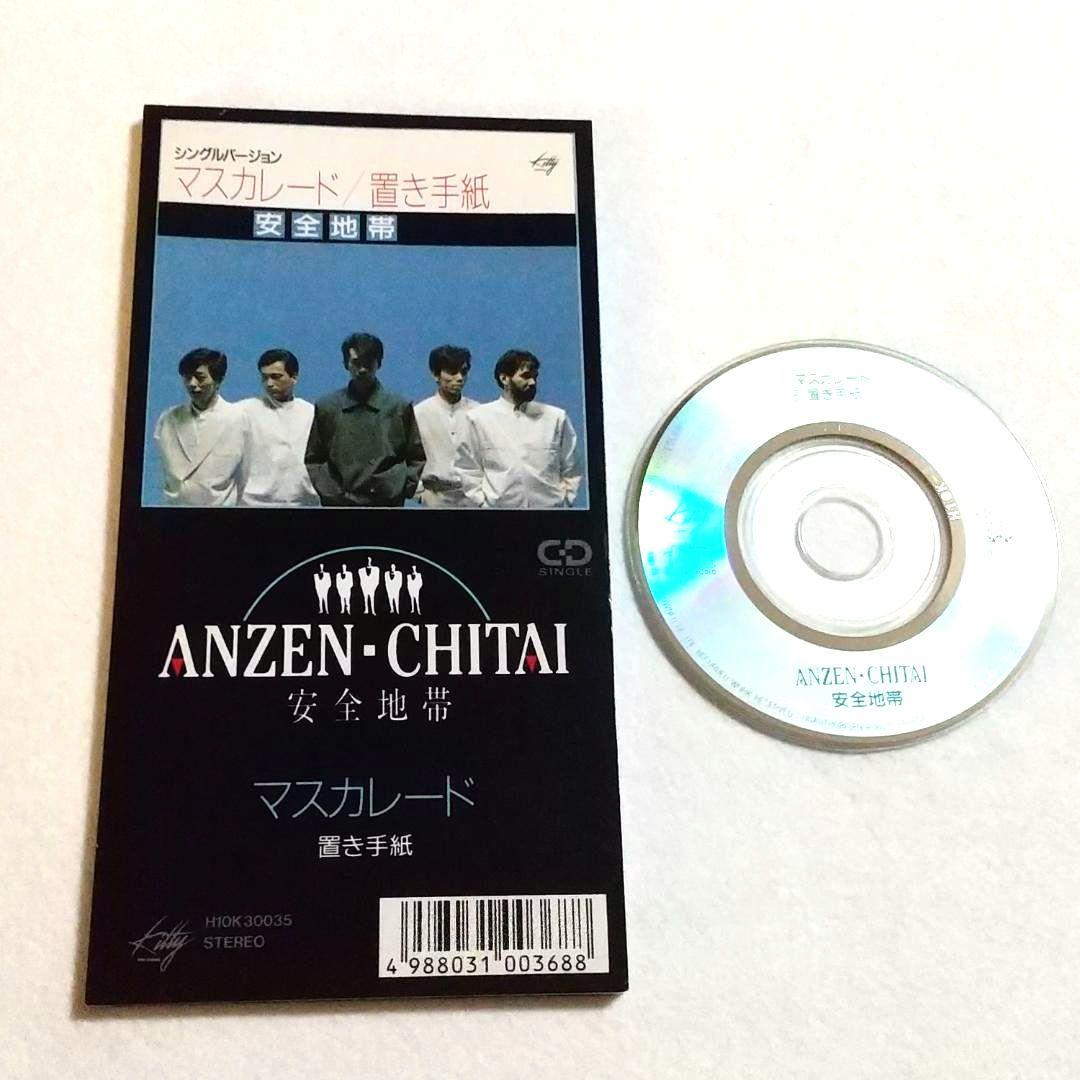 シングルバージョン
Kitty
マスカレード/置き手紙
安全地帯
CD
SINGLE
ANZEN・CHITAI
安全地帯
マスカレード
置き手紙
Kitty
H10K 30035
STEREO
4 988031 003688
マスカレード
置き手紙
ANZEN・CHITAI
安全地帯